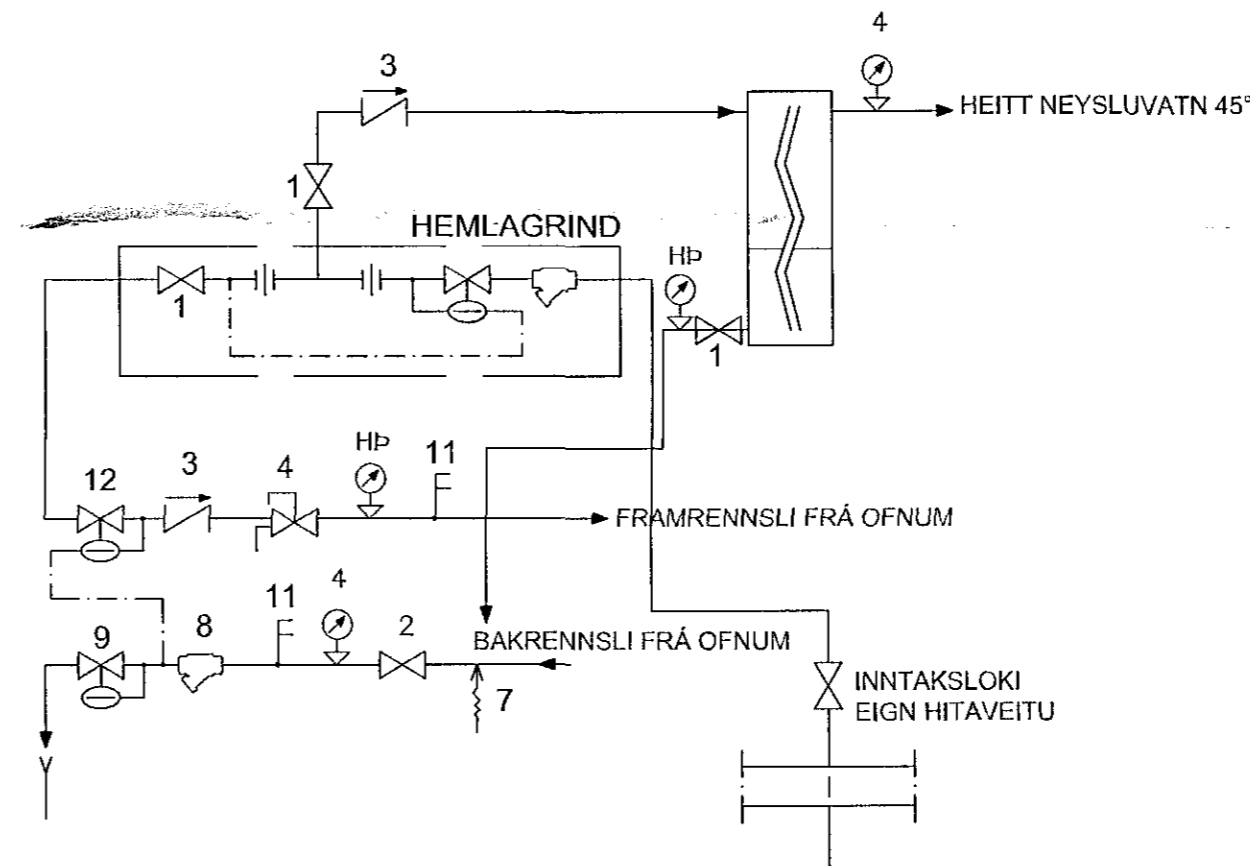 4
3
HEITT NEYSLUVATN 45°
1
HEMLAGRIND
HÞ
1
1
HÞ
11
3
4
12
FRAMRENNSLI FRÁ OFNUM
11
4
2
8
9
BAKRENNSLI FRÁ OFNUM
7
INNTAKSLOKI
EIGN HITAVEITU